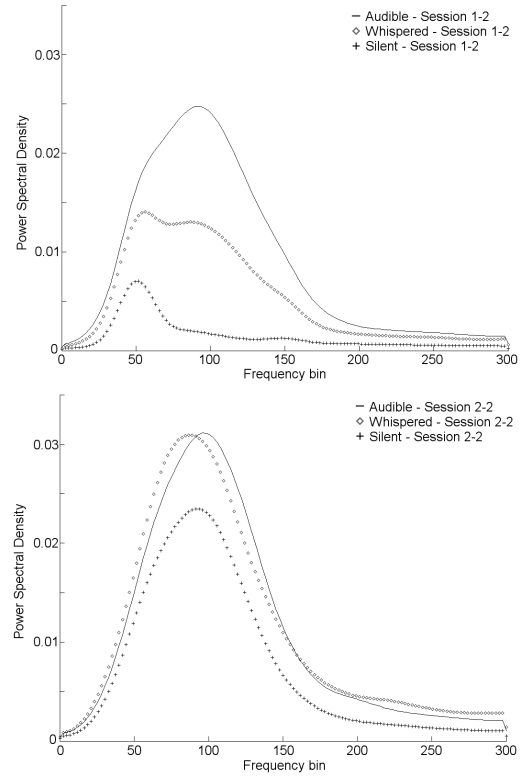 — Audible - Session 1-2
◇ Whispered - Session 1-2
+ Silent - Session 1-2
Power Spectral Density
0.03
0.02
0.01
0
0 50 100 150 200 250 300
Frequency bin
— Audible - Session 2-2
◇ Whispered - Session 2-2
+ Silent - Session 2-2
Power Spectral Density
0.03
0.02
0.01
0
0 50 100 150 200 250 300
Frequency bin